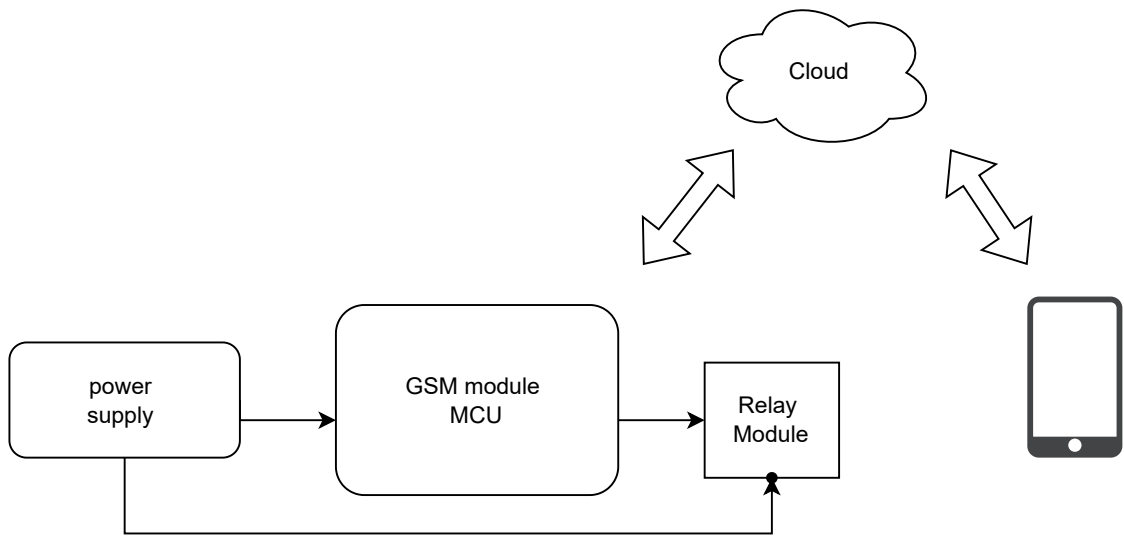 Cloud
power
supply
GSM module
MCU
Relay
Module